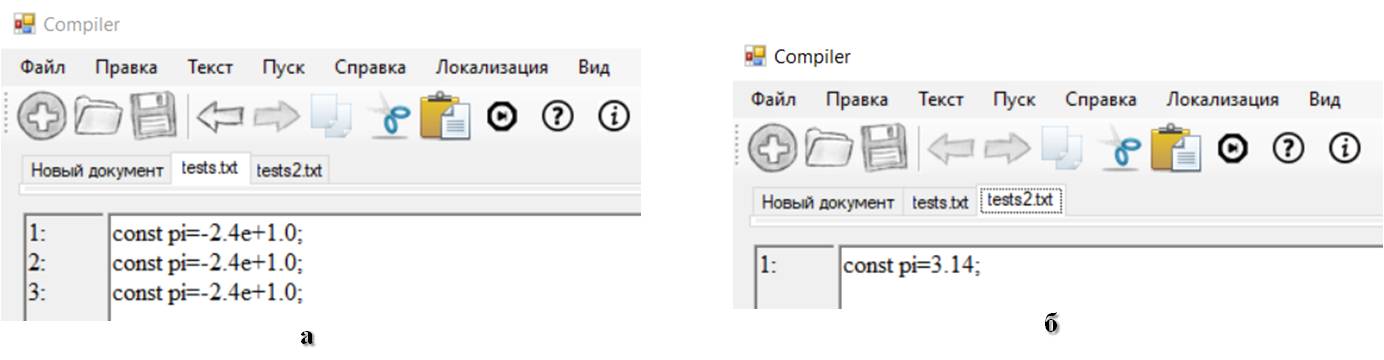 Compiler
Файл Правка Текст Пуск Справка Локализация Вид
Новый документ tests.txt tests2.txt
1: const pi=-2.4e+1.0;
2: const pi=-2.4e+1.0;
3: const pi=-2.4e+1.0;
а
Compiler
Файл Правка Текст Пуск Справка Локализация Вид
Новый документ tests.txt tests2.txt
1: const pi=3.14;
б